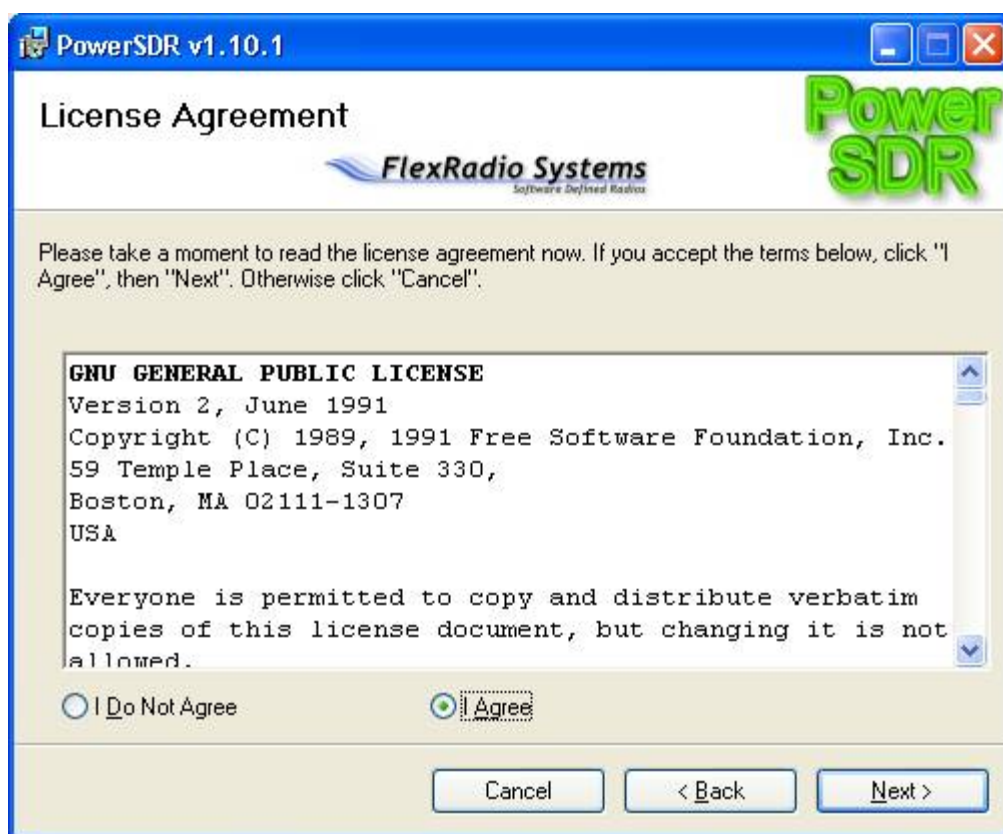 PowerSDR v1.10.1
License Agreement
Power
SDR
FlexRadio Systems
Software Defined Radios
Please take a moment to read the license agreement now. If you accept the terms below, click "I
Agree", then "Next". Otherwise click "Cancel".
GNU GENERAL PUBLIC LICENSE
Version 2, June 1991
Copyright (C) 1989, 1991 Free Software Foundation, Inc.
59 Temple Place, Suite 330,
Boston, MA 02111-1307
USA
Everyone is permitted to copy and distribute verbatim
copies of this license document, but changing it is not
allowed.
I Do Not Agree
I Agree
Cancel
< Back
Next >